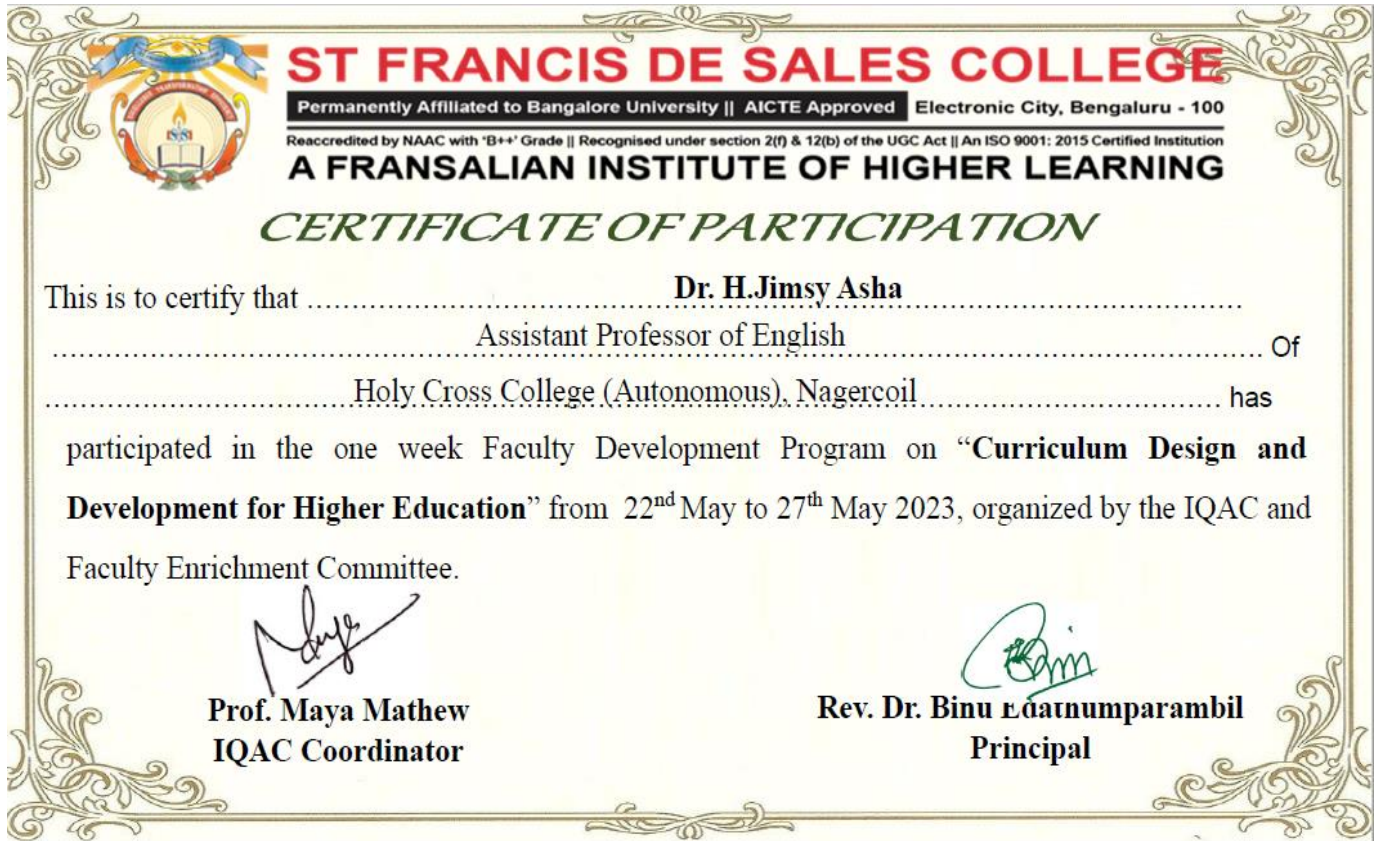 ST FRANCIS DE SALES COLLEGE
Permanently Affiliated to Bangalore University || AICTE Approved Electronic City, Bengaluru - 100
Reaccredited by NAAC with 'B++' Grade || Recognised under section 2(f) & 12(b) of the UGC Act || An ISO 9001: 2015 Certified Institution
A FRANSALIAN INSTITUTE OF HIGHER LEARNING
CERTIFICATE OF PARTICIPATION
This is to certify that Dr. H.Jimsy Asha
Assistant Professor of English Of
Holy Cross College (Autonomous), Nagercoil has
participated in the one week Faculty Development Program on “Curriculum Design and
Development for Higher Education” from 22nd May to 27th May 2023, organized by the IQAC and
Faculty Enrichment Committee.
Prof. Maya Mathew
IQAC Coordinator
Rev. Dr. Binu Edathumparambil
Principal